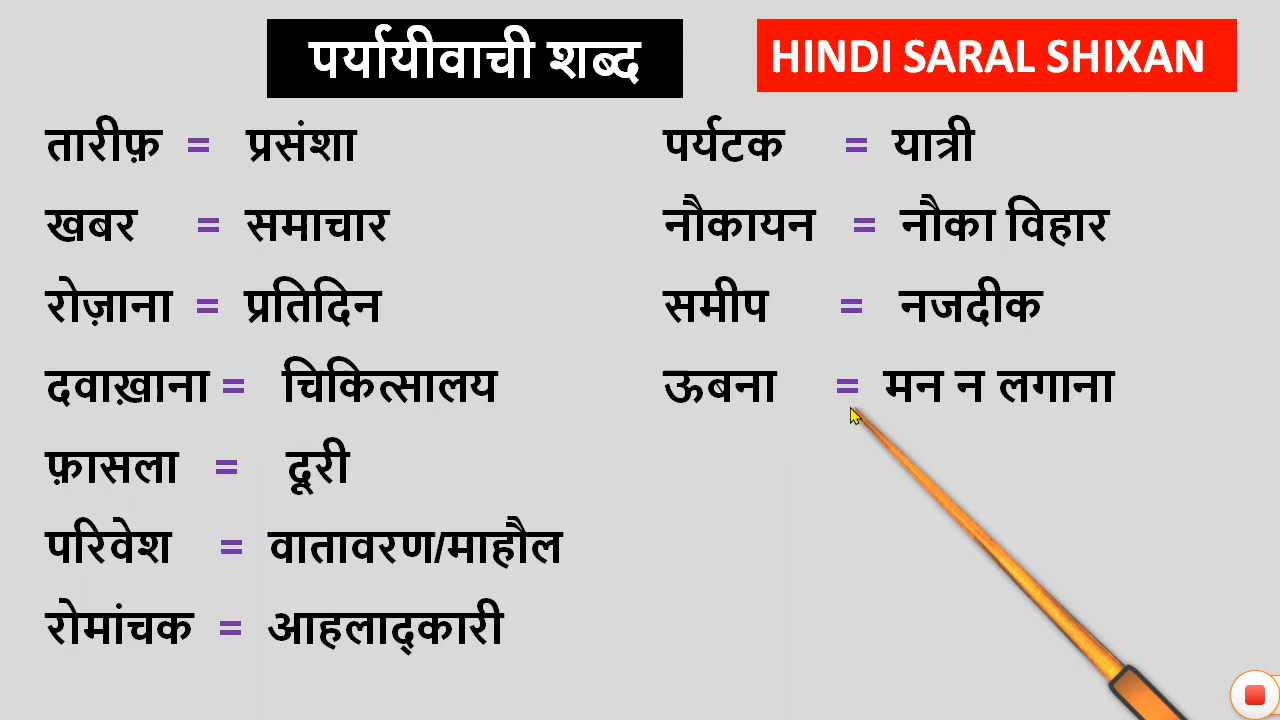 पर्यायीवाची शब्द
HINDI SARAL SHIXAN
तारीफ़ = प्रसंशा
खबर = समाचार
रोज़ाना = प्रतिदिन
दवाख़ाना = चिकित्सालय
फ़ासला = दूरी
परिवेश = वातावरण/माहौल
रोमांचक = आहलाद्कारी
पर्यटक = यात्री
नौकायन = नौका विहार
समीप = नजदीक
ऊबना = मन न लगाना